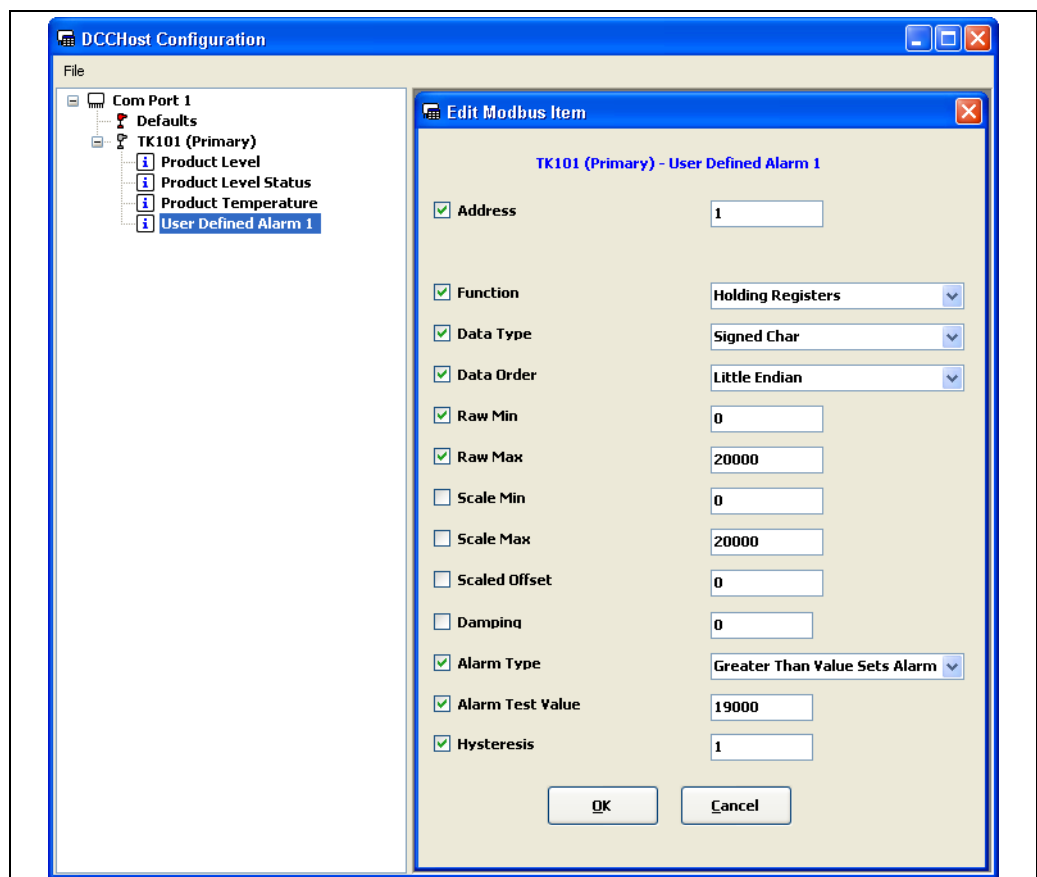 DCCHost Configuration
File
Com Port 1
Defaults
TK101 (Primary)
Product Level
Product Level Status
Product Temperature
User Defined Alarm 1
Edit Modbus Item
TK101 (Primary) - User Defined Alarm 1
Address 1
Function Holding Registers
Data Type Signed Char
Data Order Little Endian
Raw Min 0
Raw Max 20000
Scale Min 0
Scale Max 20000
Scaled Offset 0
Damping 0
Alarm Type Greater Than Value Sets Alarm
Alarm Test Value 19000
Hysteresis 1
OK Cancel